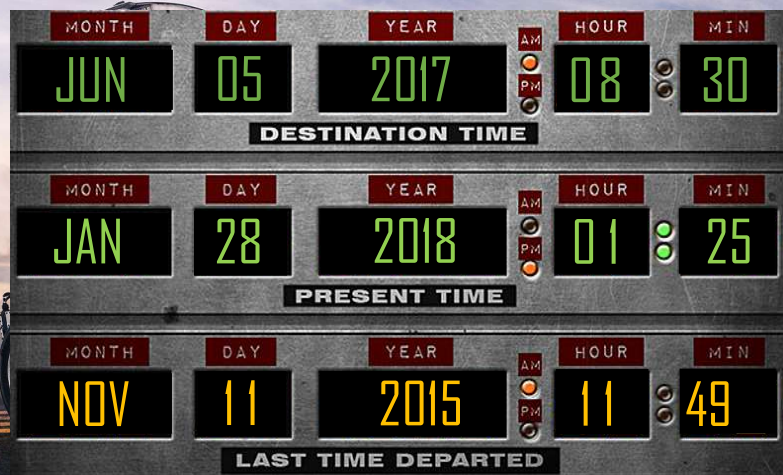 MONTH DAY YEAR AM HOUR MIN
JUN 05 2017 PM 08 30
DESTINATION TIME
MONTH DAY YEAR AM HOUR MIN
JAN 28 2018 PM 01 25
PRESENT TIME
MONTH DAY YEAR AM HOUR MIN
NOV 11 2015 PM 11 49
LAST TIME DEPARTED